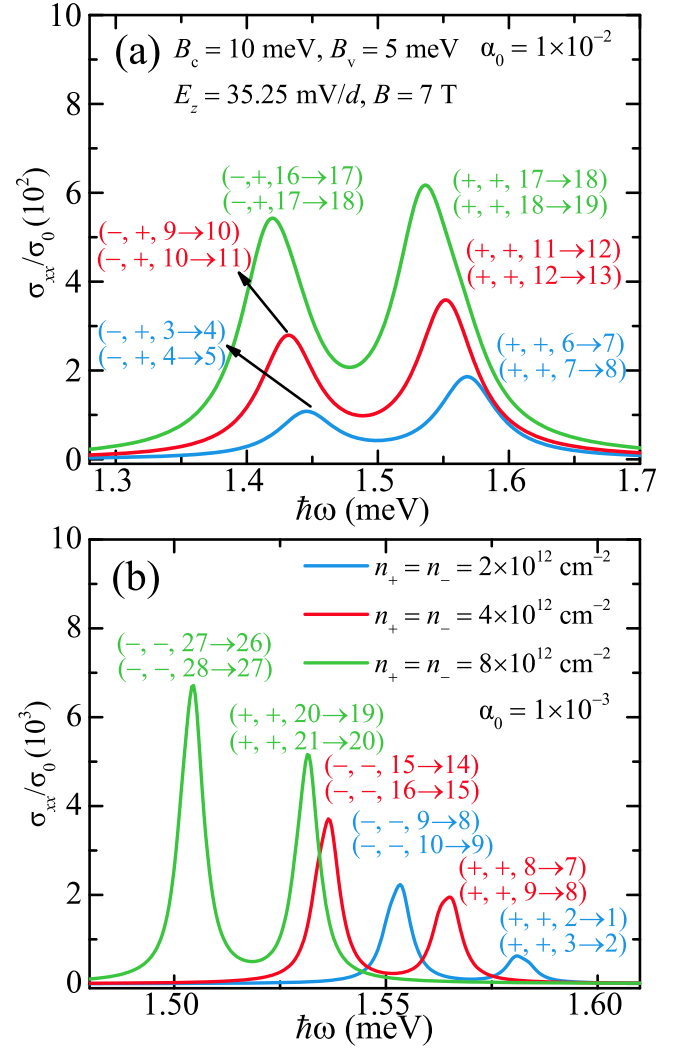 10
(a) B_c = 10 meV, B_v = 5 meV α_0 = 1×10^−2
E_z = 35.25 mV/d, B = 7 T
8
(−,+,16→17)
(−,+,17→18)
(+, +, 17→18)
(+, +, 18→19)
6
(−, +, 9→10)
(−, +, 10→11)
(+, +, 11→12)
(+, +, 12→13)
σ_xx/σ_0 (10^2)
4
(−, +, 3→4)
(−, +, 4→5)
(+, +, 6→7)
(+, +, 7→8)
2
0
1.3 1.4 1.5 1.6 1.7
ħω (meV)
10
(b)
n_+ = n_− = 2×10^12 cm^−2
n_+ = n_− = 4×10^12 cm^−2
n_+ = n_− = 8×10^12 cm^−2
α_0 = 1×10^−3
8
(−, −, 27→26)
(−, −, 28→27)
6
(+, +, 20→19)
(+, +, 21→20)
(−, −, 15→14)
(−, −, 16→15)
σ_xx/σ_0 (10^3)
4
(−, −, 9→8)
(−, −, 10→9)
(+, +, 8→7)
(+, +, 9→8)
2
(+, +, 2→1)
(+, +, 3→2)
0
1.50 1.55 1.60
ħω (meV)